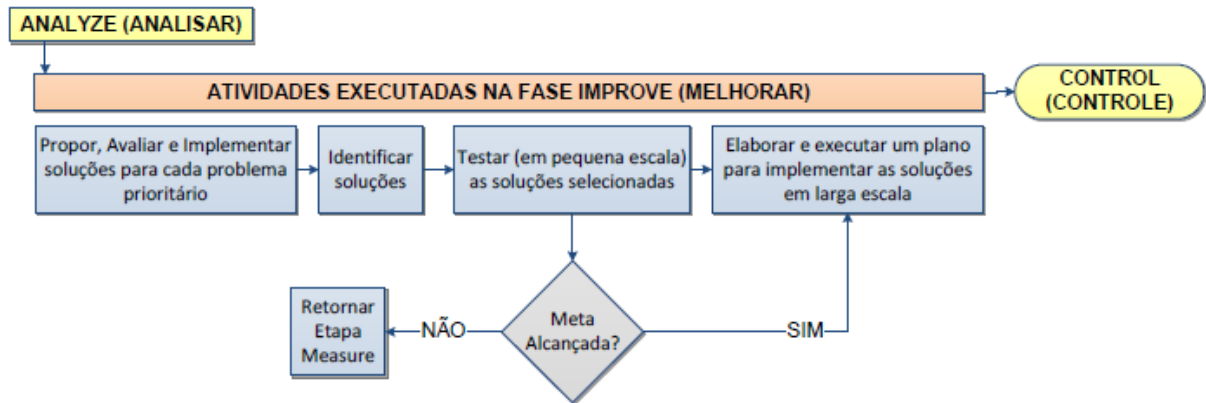 ANALYZE (ANALISAR)
ATIVIDADES EXECUTADAS NA FASE IMPROVE (MELHORAR)
CONTROL
(CONTROLE)
Propor, Avaliar e Implementar
soluções para cada problema
prioritário
Identificar
soluções
Testar (em pequena escala)
as soluções selecionadas
Elaborar e executar um plano
para implementar as soluções
em larga escala
Retornar
Etapa
Measure
NÃO
Meta
Alcançada?
SIM